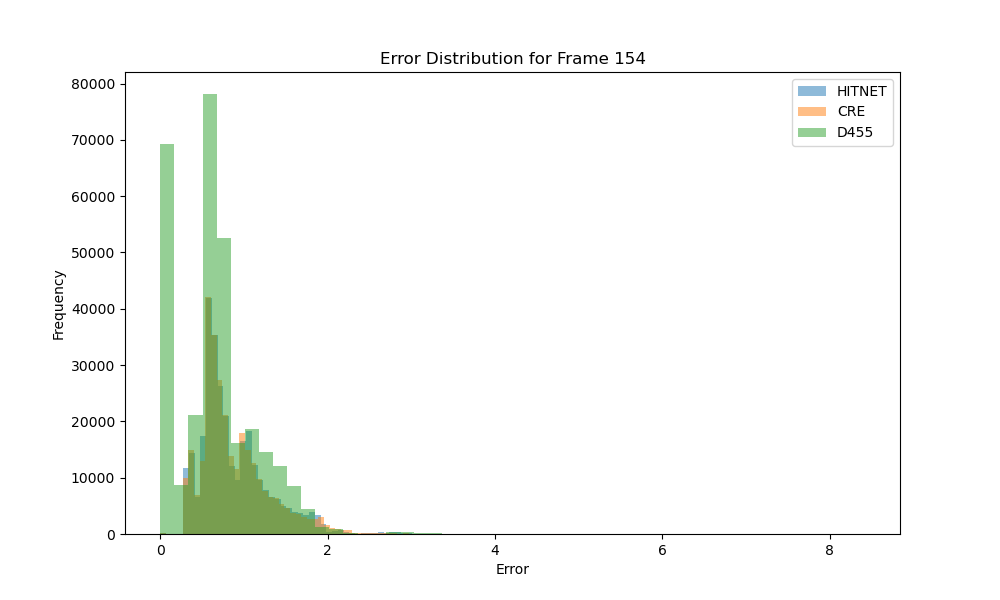 Error Distribution for Frame 154
HITNET
CRE
D455
80000
70000
60000
50000
40000
30000
20000
10000
0
Frequency
0 2 4 6 8
Error